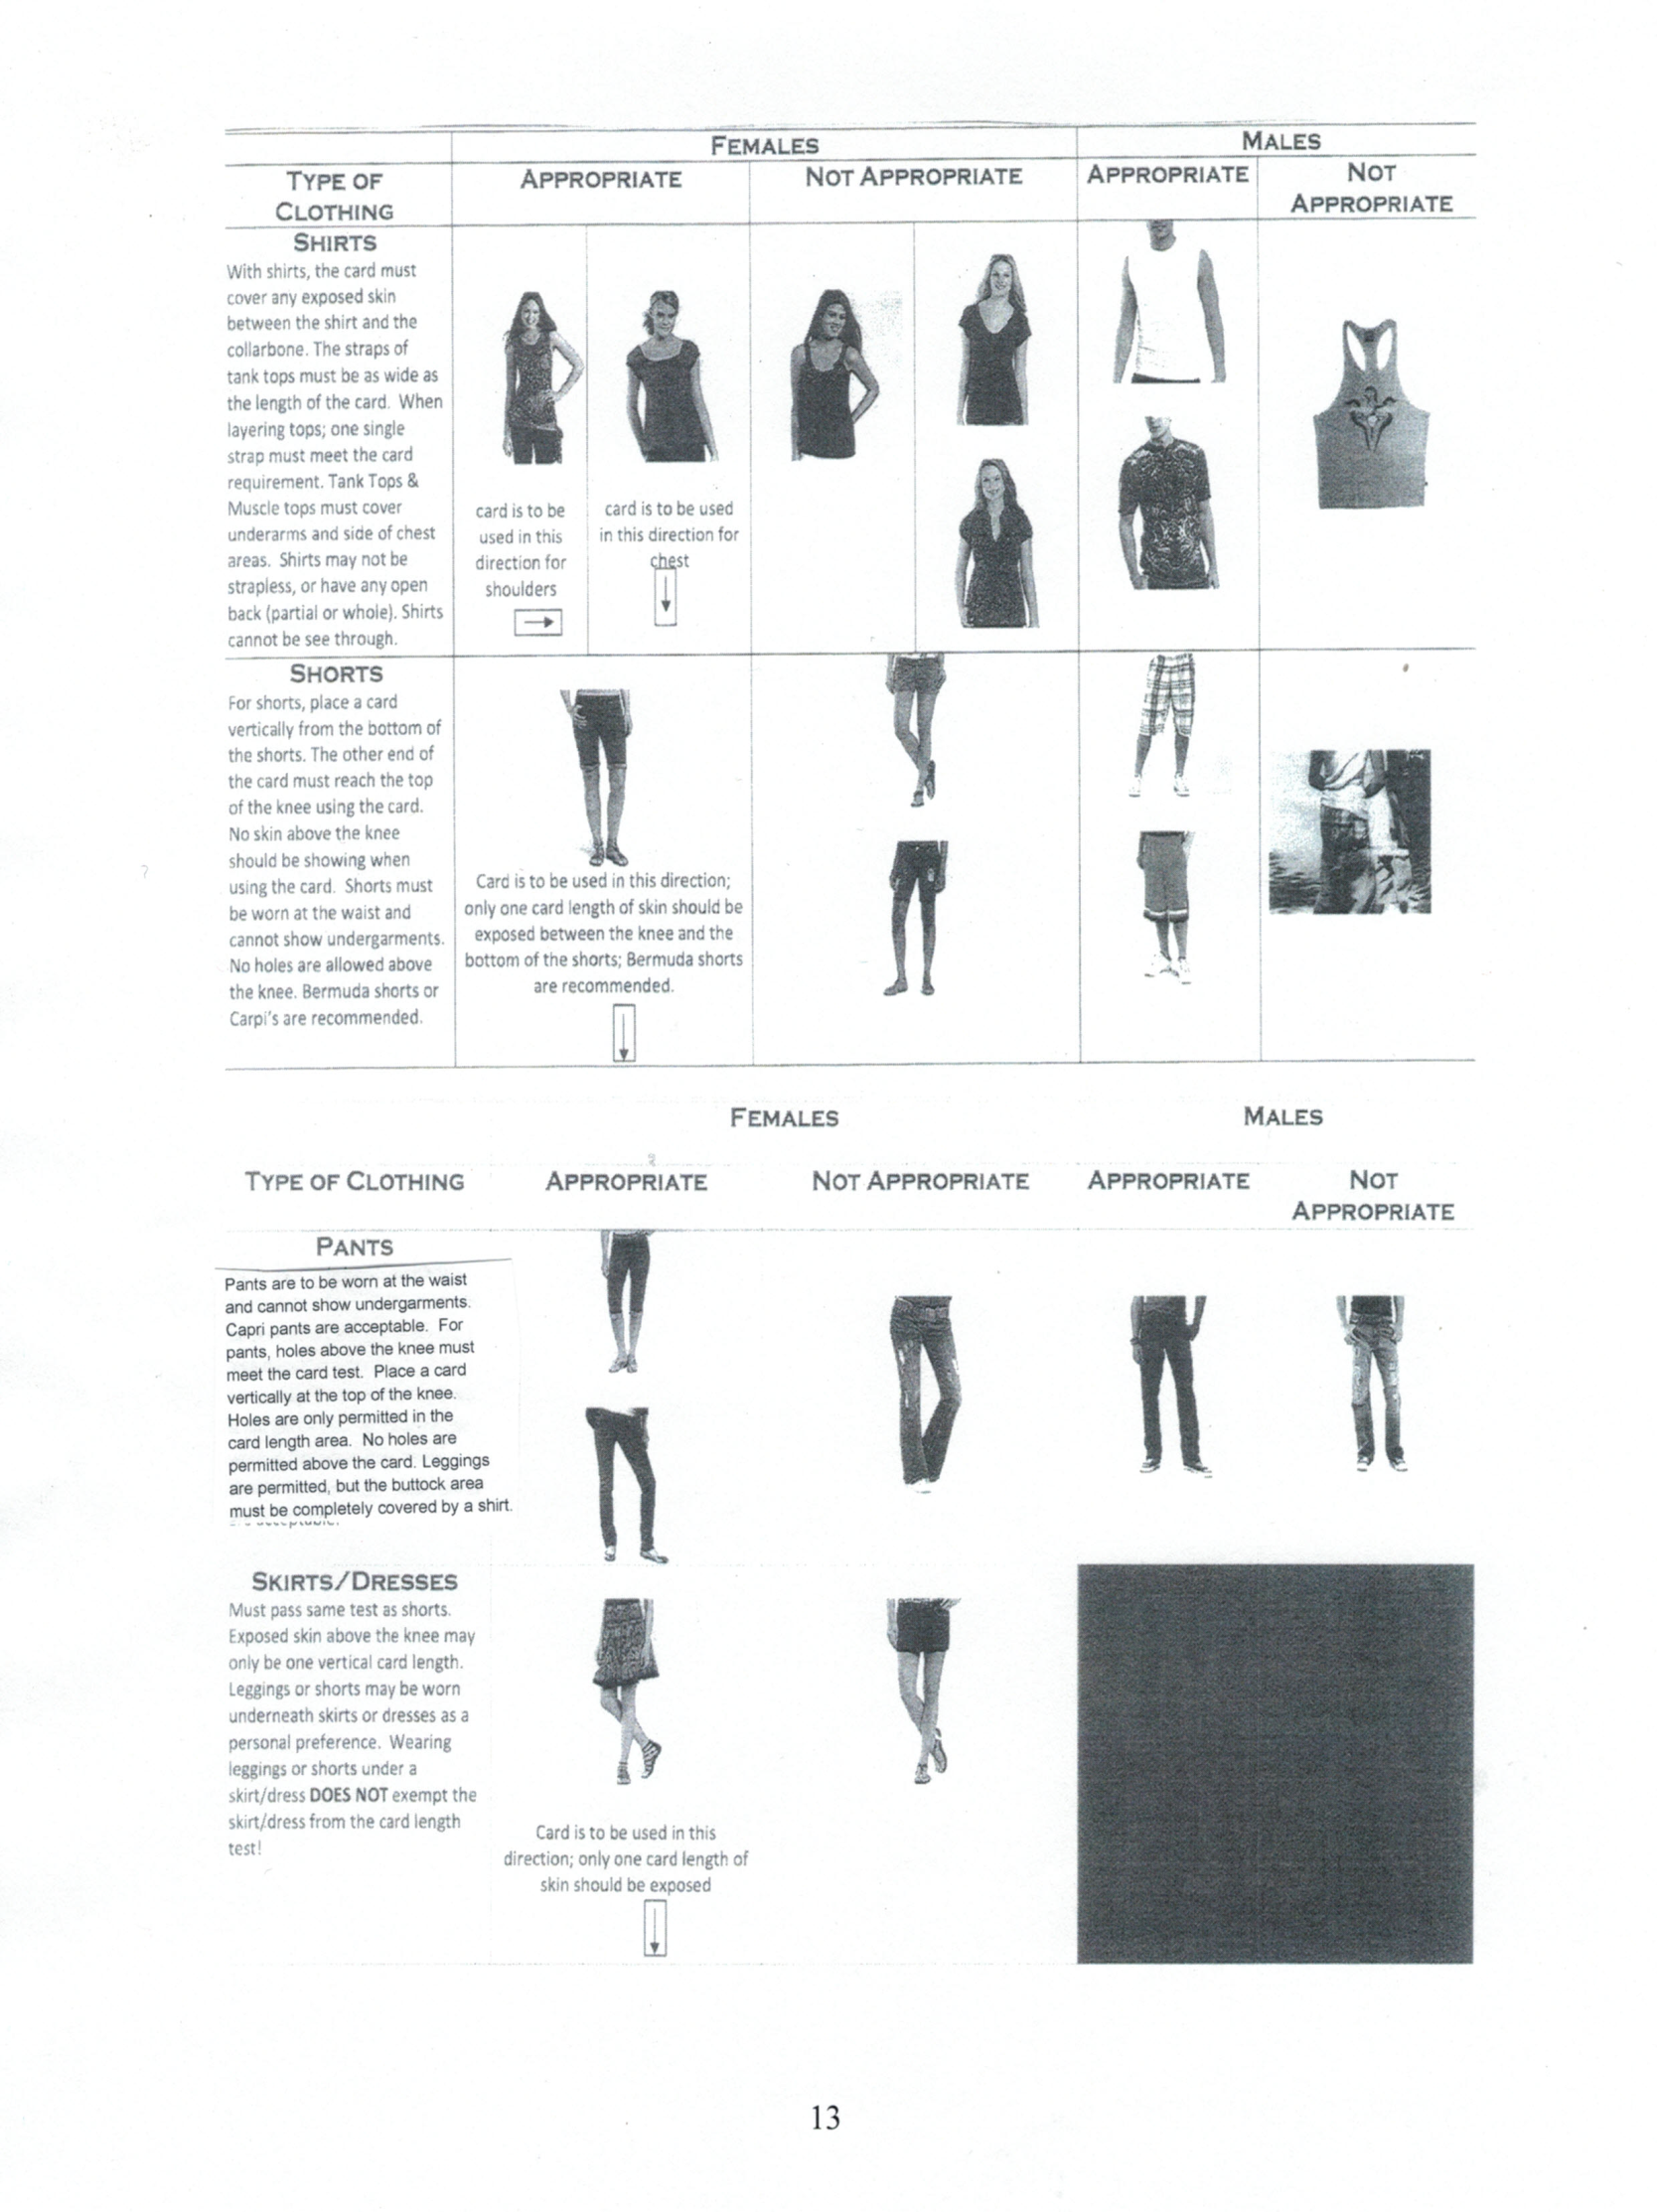 FEMALES
MALES
TYPE OF
CLOTHING
APPROPRIATE
NOT APPROPRIATE
APPROPRIATE
NOT
APPROPRIATE
SHIRTS
With shirts, the card must
cover any exposed skin
between the shirt and the
collarbone. The straps of
tank tops must be as wide as
the length of the card. When
layering tops; one single
strap must meet the card
requirement. Tank Tops &
Muscle tops must cover
underarms and side of chest
areas. Shirts may not be
strapless, or have any open
back (partial or whole). Shirts
cannot be see through.
card is to be
used in this
direction for
shoulders
card is to be used
in this direction for
chest
SHORTS
For shorts, place a card
vertically from the bottom of
the shorts. The other end of
the card must reach the top
of the knee using the card.
No skin above the knee
should be showing when
using the card. Shorts must
be worn at the waist and
cannot show undergarments.
No holes are allowed above
the knee. Bermuda shorts or
Carpi's are recommended.
Card is to be used in this direction;
only one card length of skin should be
exposed between the knee and the
bottom of the shorts; Bermuda shorts
are recommended.
FEMALES
MALES
TYPE OF CLOTHING
APPROPRIATE
NOT APPROPRIATE
APPROPRIATE
NOT
APPROPRIATE
PANTS
Pants are to be worn at the waist
and cannot show undergarments.
Capri pants are acceptable. For
pants, holes above the knee must
meet the card test. Place a card
vertically at the top of the knee.
Holes are only permitted in the
card length area. No holes are
permitted above the card. Leggings
are permitted, but the buttock area
must be completely covered by a shirt.
SKIRTS/DRESSES
Must pass same test as shorts.
Exposed skin above the knee may
only be one vertical card length.
Leggings or shorts may be worn
underneath skirts or dresses as a
personal preference. Wearing
leggings or shorts under a
skirt/dress DOES NOT exempt the
skirt/dress from the card length
test!
Card is to be used in this
direction; only one card length of
skin should be exposed
13